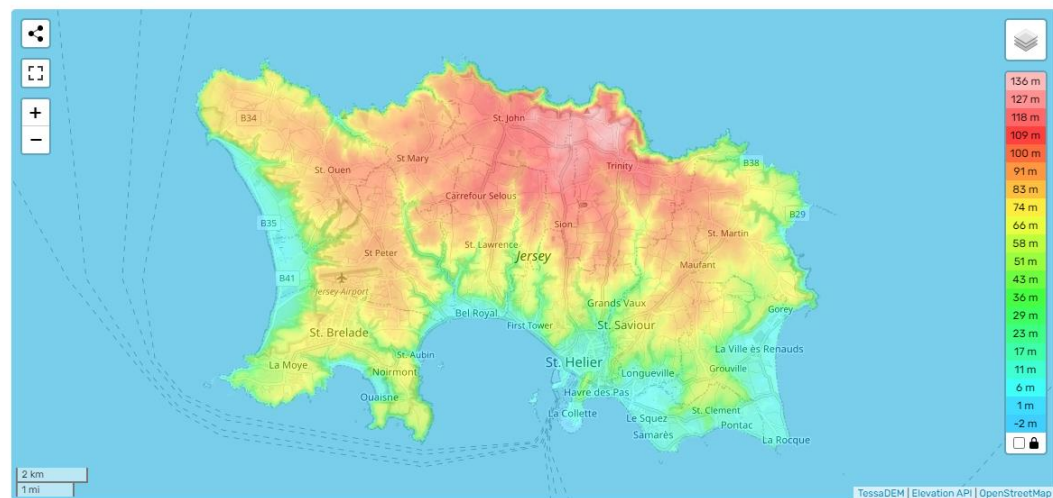 +
−
136 m
127 m
118 m
109 m
100 m
91 m
83 m
74 m
66 m
58 m
51 m
43 m
36 m
29 m
23 m
17 m
11 m
6 m
1 m
-2 m
B34
St. John
St Mary
Trinity
B38
St. Ouen
Carrefour Selous
B29
B35
Sion
St. Martin
St Peter
St. Lawrence
Jersey
Maufant
B41
Jersey Airport
Grands Vaux
Gorey
Bel Royal
First Tower
St. Saviour
St. Brelade
La Ville ès Renauds
St. Aubin
St. Helier
La Moye
Noirmont
Longueville
Grouville
Ouaisne
Havre des Pas
La Collette
St. Clement
Le Squez
Pontac
Samarès
La Rocque
2 km
1 mi
TessaDEM | Elevation API | OpenStreetMap